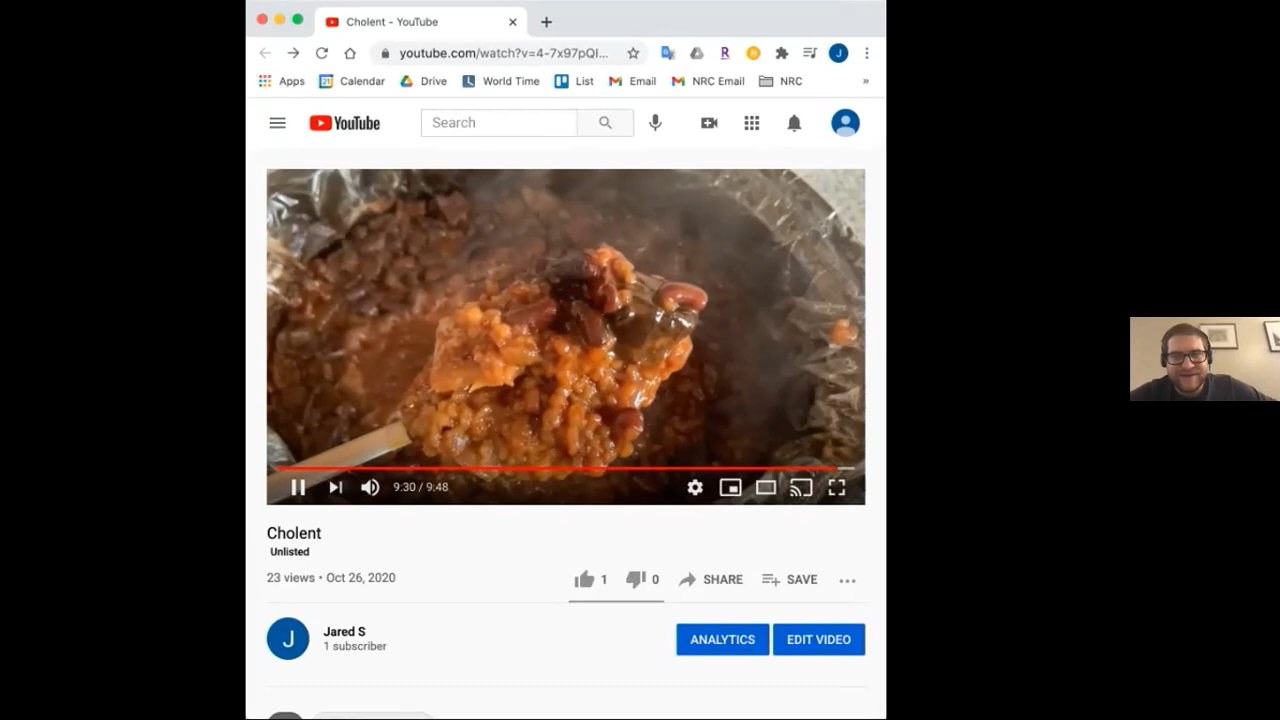 Cholent - YouTube
youtube.com/watch?v=4-7x97pQI...
R
J
Apps
Calendar
Drive
World Time
List
Email
NRC Email
NRC
»
YouTube
Search
9:30 / 9:48
Cholent
Unlisted
23 views • Oct 26, 2020
1
0
SHARE
SAVE
J
Jared S
1 subscriber
ANALYTICS
EDIT VIDEO